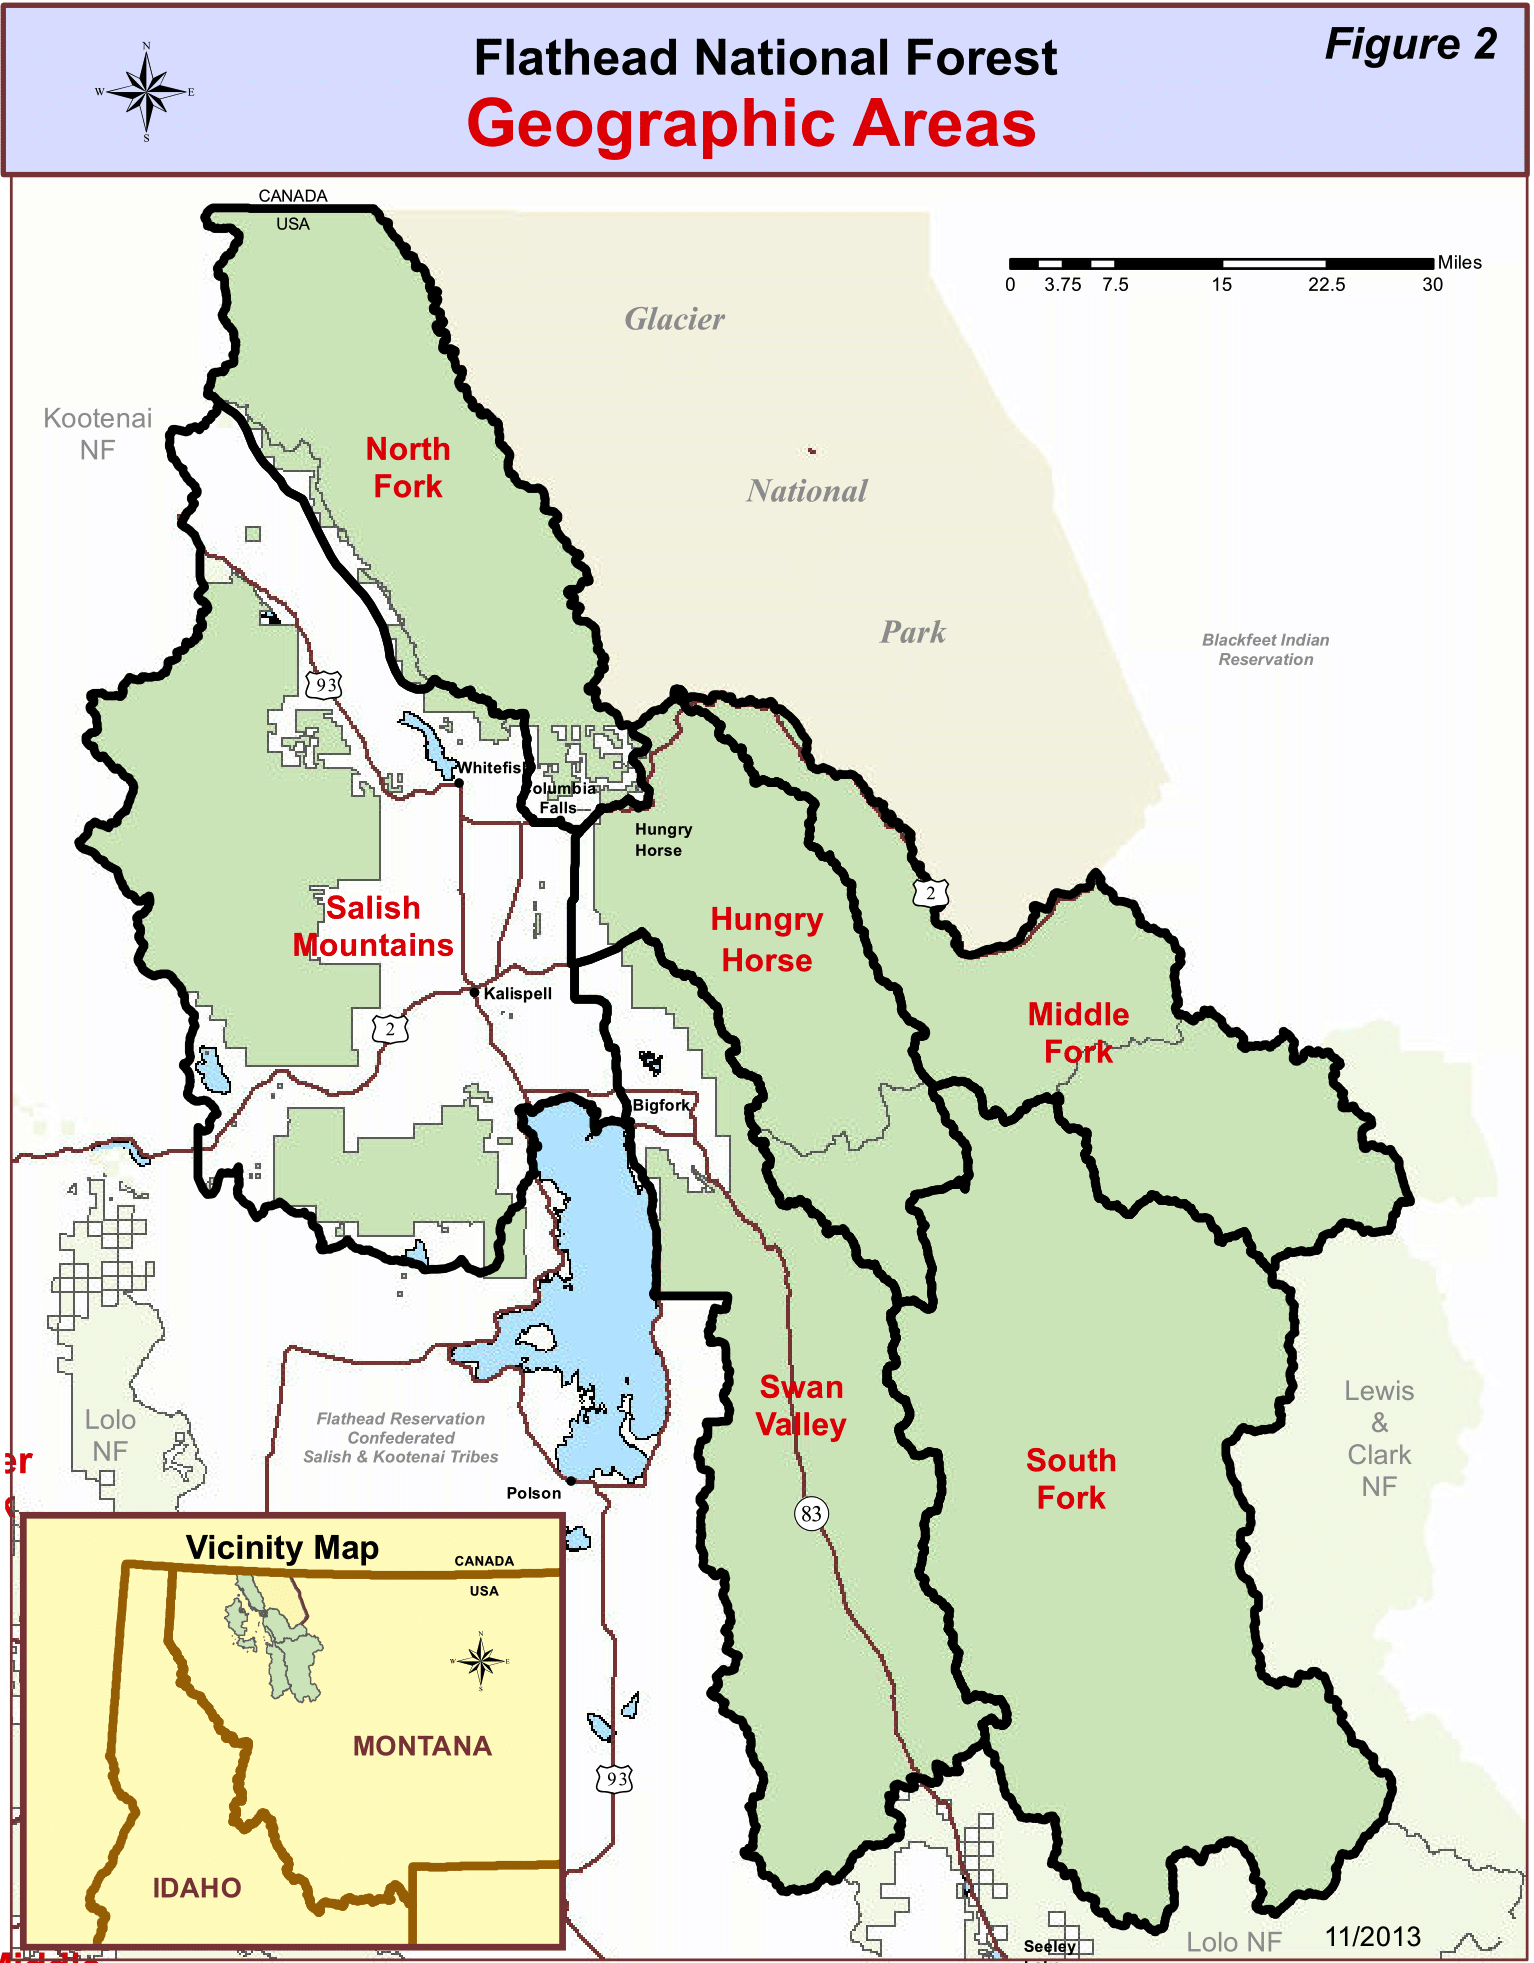 Flathead National Forest
Geographic Areas
Figure 2
N
W
E
S
CANADA
USA
Miles
0 3.75 7.5 15 22.5 30
Glacier
National
Park
Kootenai
NF
North
Fork
Blackfeet Indian
Reservation
93
Whitefis
olumbia
Falls
Hungry
Horse
2
Salish
Mountains
Hungry
Horse
Kalispell
2
Middle
Fork
Bigfork
Swan
Valley
Lewis
&
Clark
NF
Lolo
NF
Flathead Reservation
Confederated
Salish & Kootenai Tribes
South
Fork
er
Polson
83
Vicinity Map
CANADA
USA
N
W
E
S
MONTANA
IDAHO
93
Seeley
Lolo NF
11/2013